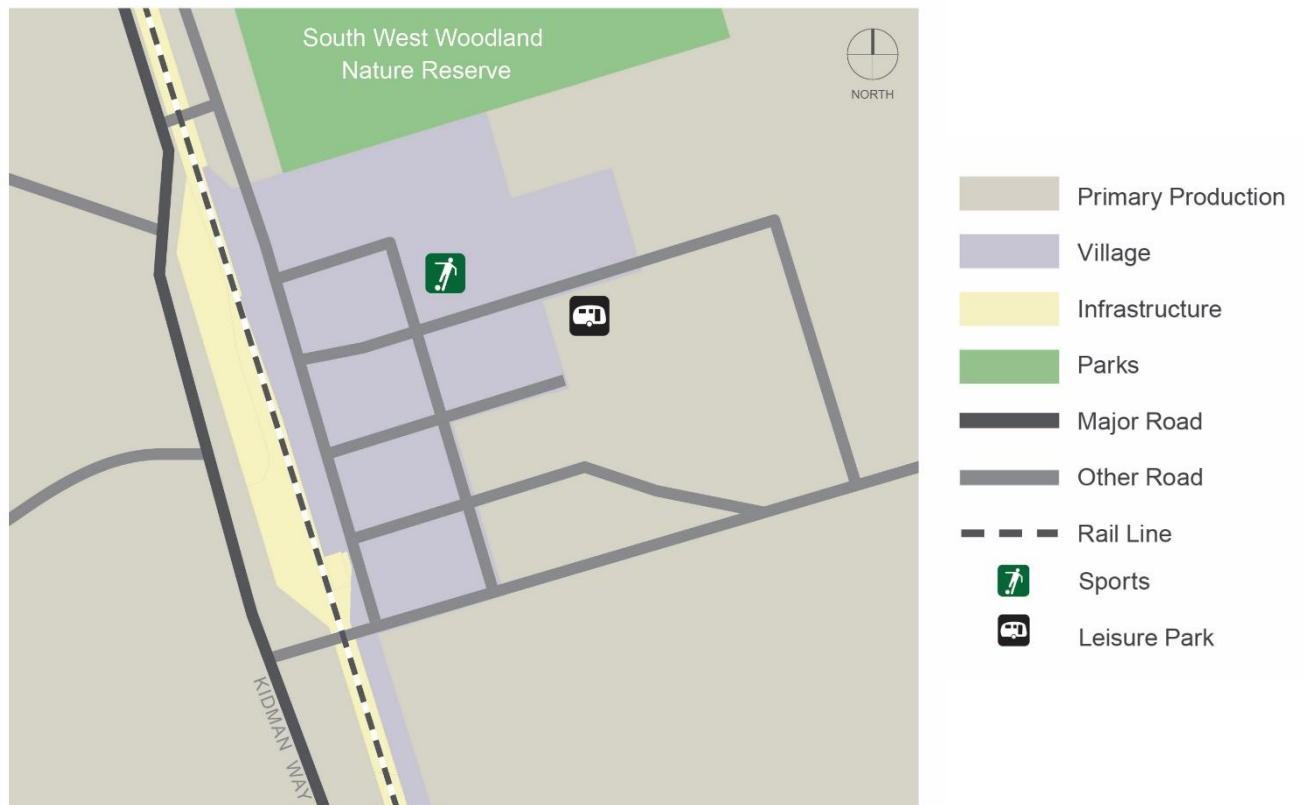 South West Woodland
Nature Reserve
NORTH
KIDMAN WAY
Primary Production
Village
Infrastructure
Parks
Major Road
Other Road
Rail Line
Sports
Leisure Park